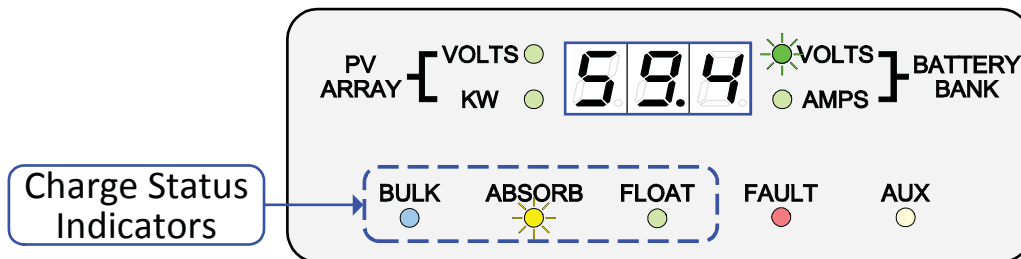 PV
ARRAY
VOLTS
KW
59.4
VOLTS
AMPS
BATTERY
BANK
Charge Status
Indicators
BULK ABSORB FLOAT FAULT AUX